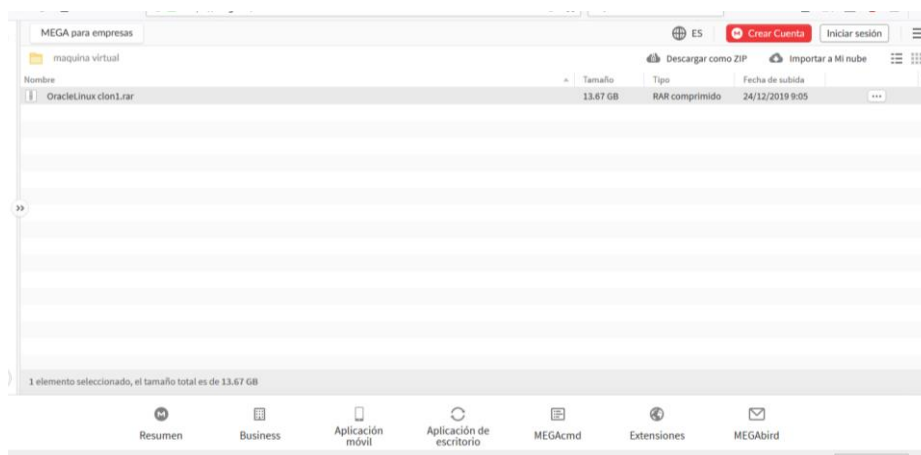 MEGA para empresas ES Crear Cuenta Iniciar sesión
maquina virtual Descargar como ZIP Importar a Mi nube
Nombre Tamaño Tipo Fecha de subida
OracleLinux clon1.rar 13.67 GB RAR comprimido 24/12/2019 9:05
1 elemento seleccionado, el tamaño total es de 13.67 GB
Resumen Business Aplicación móvil Aplicación de escritorio MEGAcmd Extensiones MEGAbird